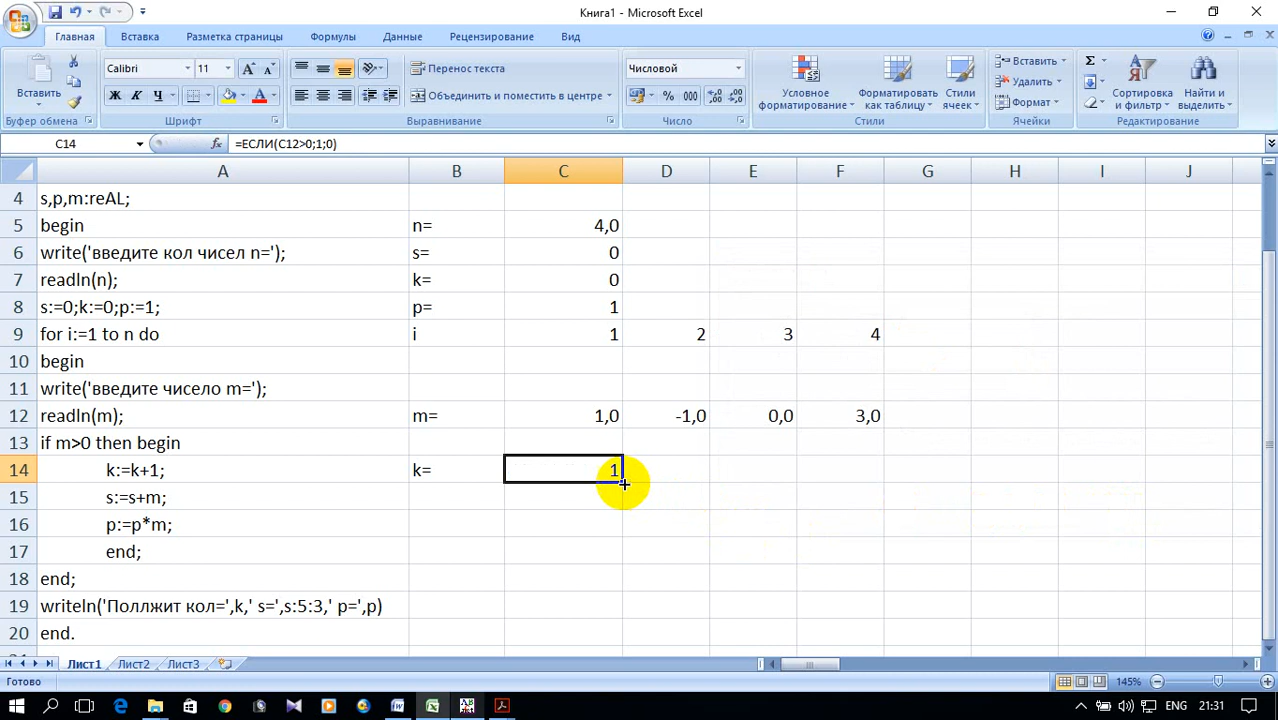 Книга1 - Microsoft Excel
Главная Вставка Разметка страницы Формулы Данные Рецензирование Вид
Вставить
Calibri 11
Ж К Ч
Перенос текста
Объединить и поместить в центре
Числовой
% 000
Условное форматирование
Форматировать как таблицу
Стили ячеек
Вставить
Удалить
Формат
Σ
Сортировка и фильтр
Найти и выделить
Буфер обмена Шрифт Выравнивание Число Стили Ячейки Редактирование
C14 fx =ЕСЛИ(C12>0;1;0)
A B C D E F G H I J
4 s,p,m:reAL;
5 begin n= 4,0
6 write('введите кол чисел n='); s= 0
7 readln(n); k= 0
8 s:=0;k:=0;p:=1; p= 1
9 for i:=1 to n do i 1 2 3 4
10 begin
11 write('введите чисело m=');
12 readln(m); m= 1,0 -1,0 0,0 3,0
13 if m>0 then begin
14 k:=k+1; k= 1
15 s:=s+m;
16 p:=p*m;
17 end;
18 end;
19 writeln('Поллжит кол=',k,' s=',s:5:3,' p=',p)
20 end.
Лист1 Лист2 Лист3
Готово 145%
ENG 21:31